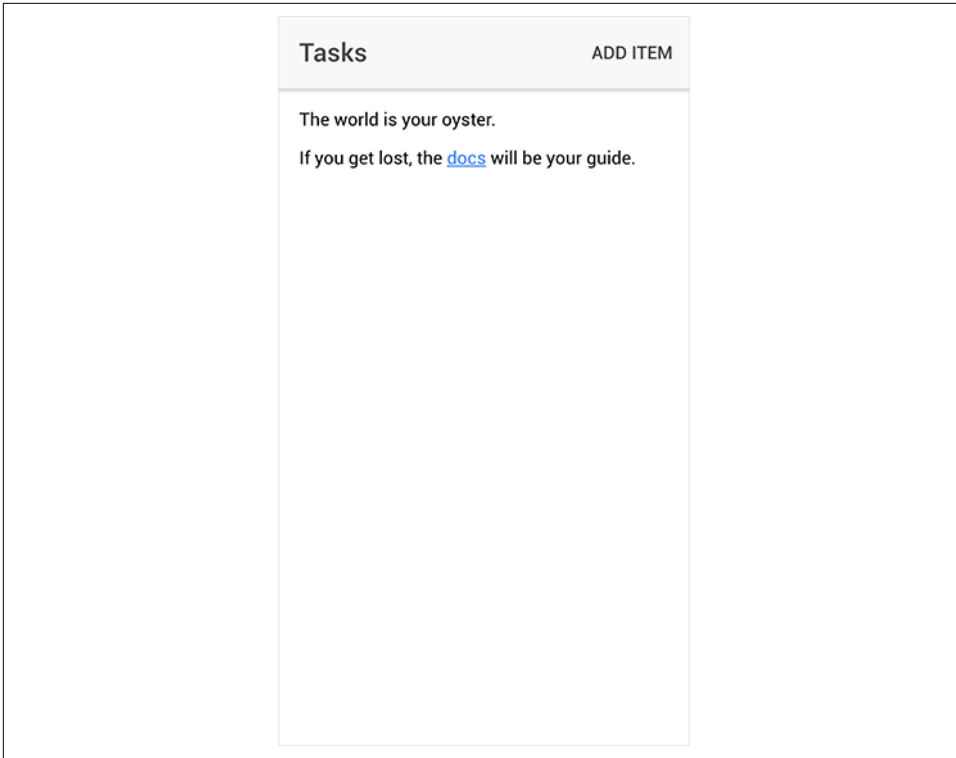 Tasks ADD ITEM
The world is your oyster.
If you get lost, the docs will be your guide.